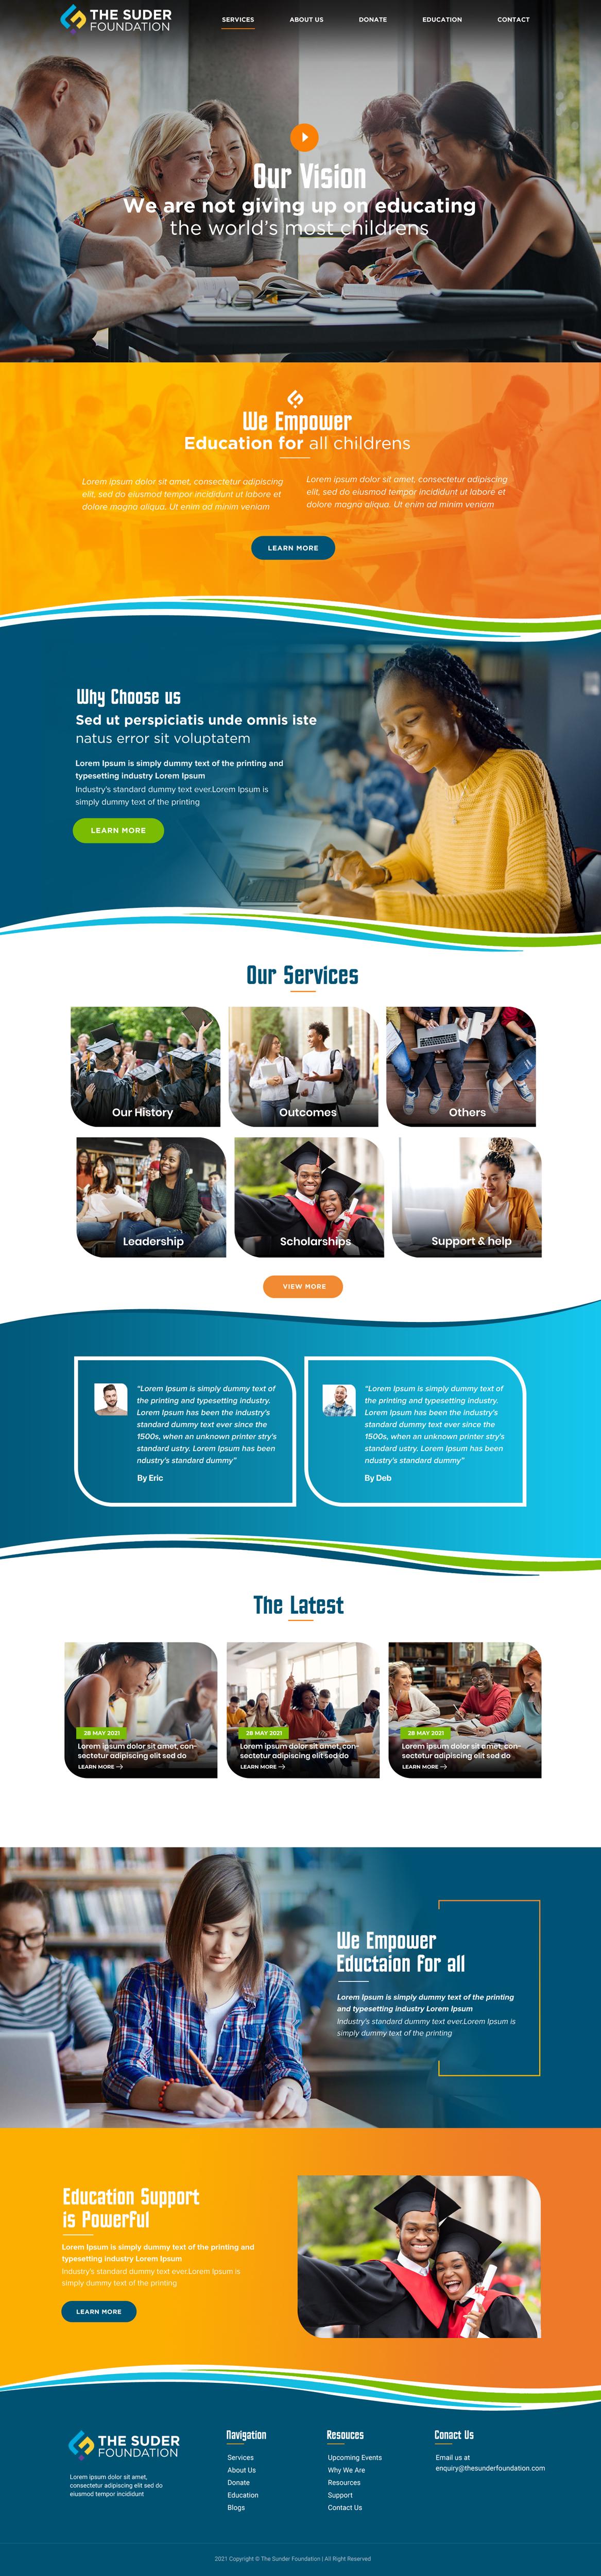 THE SUDER
FOUNDATION
SERVICES
ABOUT US
DONATE
EDUCATION
CONTACT
Our Vision
We are not giving up on educating
the world's most childrens
We Empower
Education for all childrens
Lorem ipsum dolor sit amet, consectetur adipiscing
elit, sed do eiusmod tempor incididunt ut labore et
dolore magna aliqua. Ut enim ad minim veniam
Lorem ipsum dolor sit amet, consectetur adipiscing
elit, sed do eiusmod tempor incididunt ut labore et
dolore magna aliqua. Ut enim ad minim veniam
LEARN MORE
Why Choose us
Sed ut perspiciatis unde omnis iste
natus error sit voluptatem
Lorem Ipsum is simply dummy text of the printing and
typesetting industry Lorem Ipsum
Industry's standard dummy text ever.Lorem Ipsum is
simply dummy text of the printing
LEARN MORE
Our Services
Our History
Outcomes
Others
Leadership
Scholarships
Support & help
VIEW MORE
"Lorem Ipsum is simply dummy text of
the printing and typesetting industry.
Lorem Ipsum has been the industry's
standard dummy text ever since the
1500s, when an unknown printer stry's
standard ustry. Lorem Ipsum has been
ndustry's standard dummy"
By Eric
"Lorem Ipsum is simply dummy text of
the printing and typesetting industry.
Lorem Ipsum has been the industry's
standard dummy text ever since the
1500s, when an unknown printer stry's
standard ustry. Lorem Ipsum has been
ndustry's standard dummy"
By Deb
The Latest
28 MAY 2021
Lorem ipsum dolor sit amet, con-
sectetur adipiscing elit sed do
LEARN MORE
28 MAY 2021
Lorem ipsum dolor sit amet, con-
sectetur adipiscing elit sed do
LEARN MORE
28 MAY 2021
Lorem ipsum dolor sit amet, con-
sectetur adipiscing elit sed do
LEARN MORE
We Empower
Eductaion For all
Lorem Ipsum is simply dummy text of the printing
and typesetting industry Lorem Ipsum
Industry's standard dummy text ever.Lorem Ipsum is
simply dummy text of the printing
Education Support
is Powerful
Lorem Ipsum is simply dummy text of the printing and
typesetting industry Lorem Ipsum
Industry's standard dummy text ever.Lorem Ipsum is
simply dummy text of the printing
LEARN MORE
THE SUDER
FOUNDATION
Lorem ipsum dolor sit amet,
consectetur adipiscing elit sed do
eiusmod tempor incididunt
Navigation
Services
About Us
Donate
Education
Blogs
Resouces
Upcoming Events
Why We Are
Resources
Support
Contact Us
Conact Us
Email us at
enquiry@thesunderfoundation.com
2021 Copyright © The Sunder Foundation | All Right Reserved